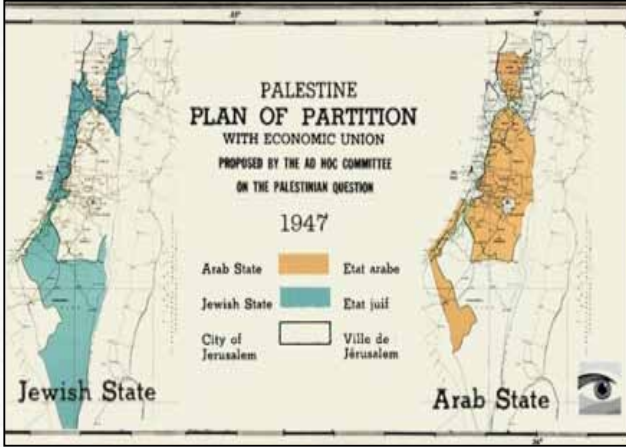 PALESTINE
PLAN OF PARTITION
WITH ECONOMIC UNION
PROPOSED BY THE AD HOC COMMITTEE
ON THE PALESTINIAN QUESTION
1947
Arab State Etat arabe
Jewish State Etat juif
City of Jerusalem Ville de Jérusalem
Jewish State
Arab State